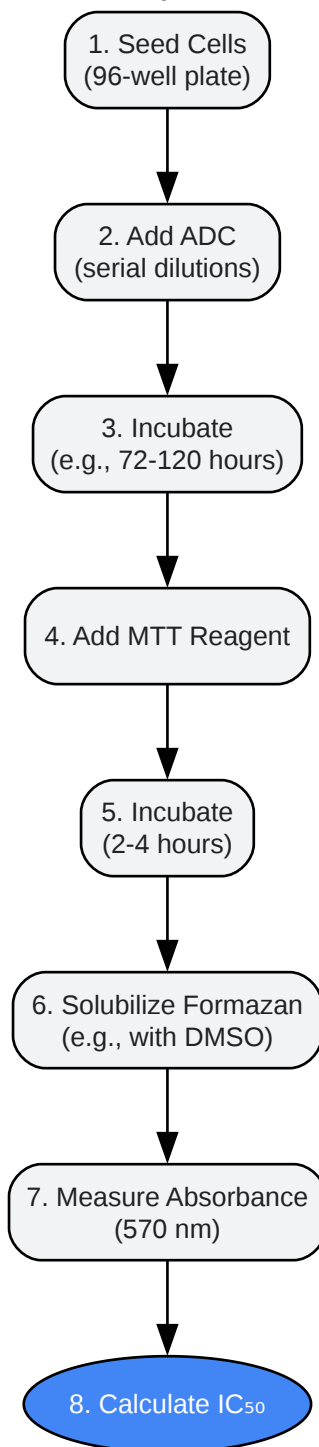 1. Seed Cells
(96-well plate)
2. Add ADC
(serial dilutions)
3. Incubate
(e.g., 72-120 hours)
4. Add MTT Reagent
5. Incubate
(2-4 hours)
6. Solubilize Formazan
(e.g., with DMSO)
7. Measure Absorbance
(570 nm)
8. Calculate IC₅₀